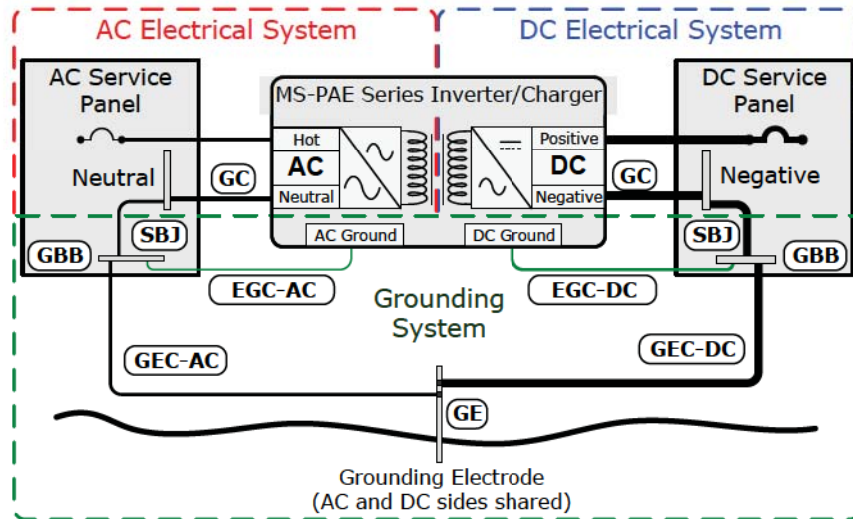 AC Electrical System
DC Electrical System
AC Service
Panel
MS-PAE Series Inverter/Charger
DC Service
Panel
Hot
AC
Neutral
Positive
DC
Negative
Neutral
GC
GC
Negative
SBJ
AC Ground
DC Ground
SBJ
GBB
GBB
EGC-AC
EGC-DC
Grounding
System
GEC-AC
GEC-DC
GE
Grounding Electrode
(AC and DC sides shared)